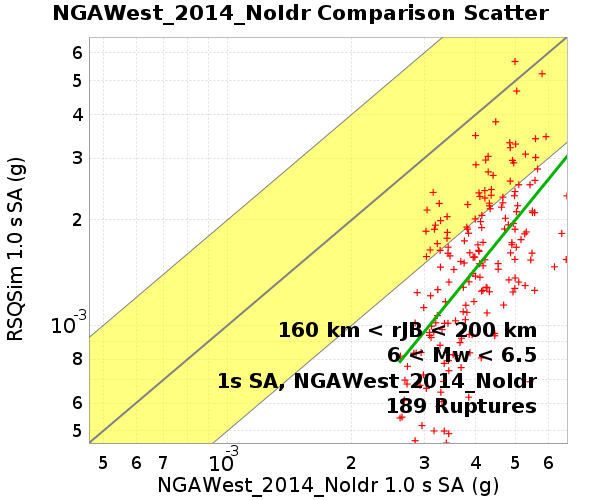 NGAWest_2014_NoIdr Comparison Scatter
RSQSim 1.0 s SA (g)
6
5
4
3
2
10-3
8
6
5
160 km < rJB < 200 km
6 < Mw < 6.5
1s SA, NGAWest_2014_NoIdr
189 Ruptures
5 6 7 10-3 2 3 4 5 6
NGAWest_2014_NoIdr 1.0 s SA (g)